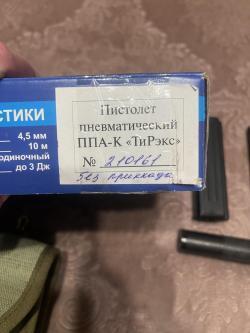 СТИКИ
4,5 мм
10 м
одиночный
до 3 Дж
Пистолет
пневматический
ППА-К «ТиРэкс»
№ 210161
без приклада